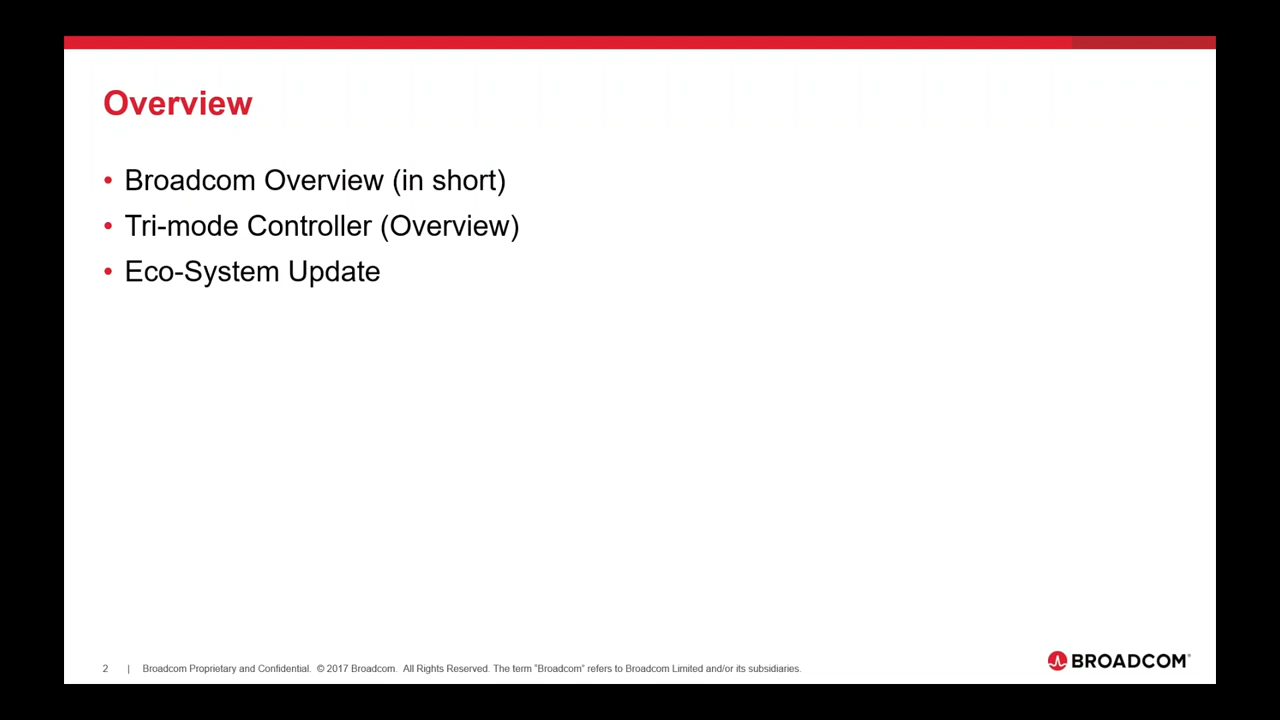 Overview
• Broadcom Overview (in short)
• Tri-mode Controller (Overview)
• Eco-System Update
2 | Broadcom Proprietary and Confidential. © 2017 Broadcom. All Rights Reserved. The term “Broadcom” refers to Broadcom Limited and/or its subsidiaries.
BROADCOM®